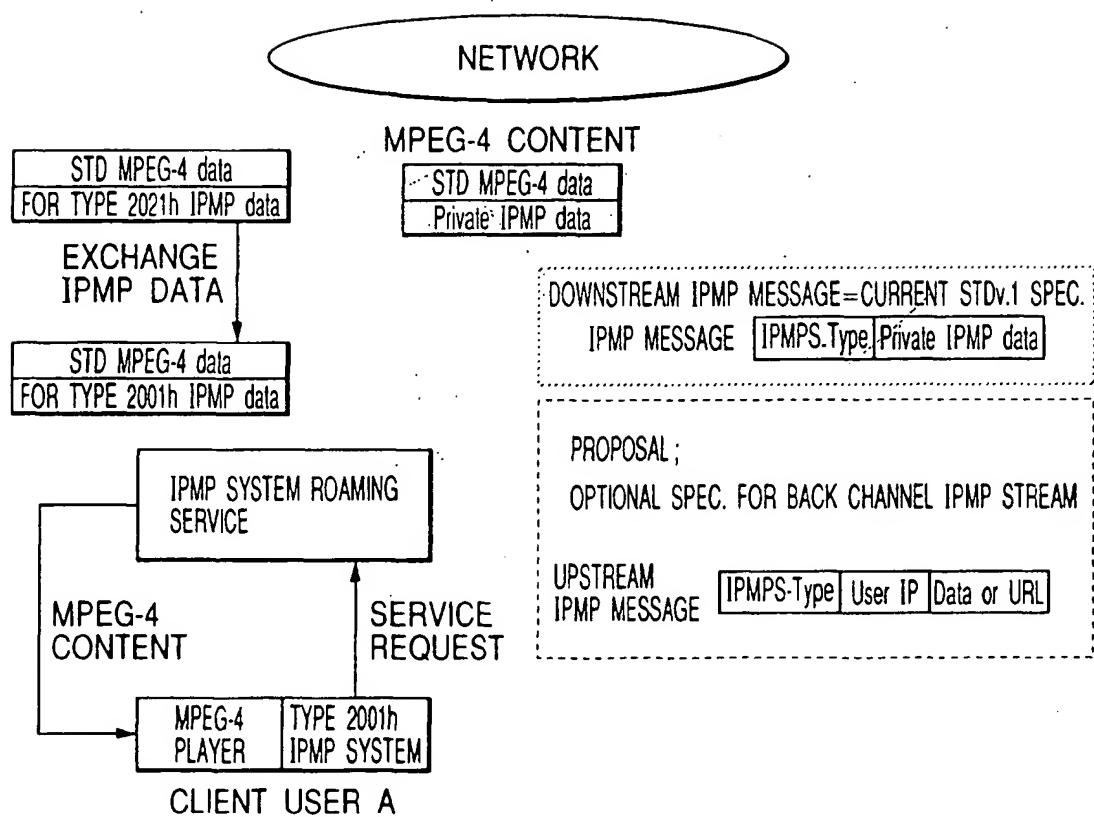 NETWORK
MPEG-4 CONTENT
STD MPEG-4 data
Private IPMP data
STD MPEG-4 data
FOR TYPE 2021h IPMP data
EXCHANGE
IPMP DATA
STD MPEG-4 data
FOR TYPE 2001h IPMP data
DOWNSTREAM IPMP MESSAGE=CURRENT STDv.1 SPEC.
IPMP MESSAGE IPMPS-Type Private IPMP data
PROPOSAL;
OPTIONAL SPEC. FOR BACK CHANNEL IPMP STREAM
UPSTREAM
IPMP MESSAGE IPMPS-Type User IP Data or URL
IPMP SYSTEM ROAMING
SERVICE
MPEG-4
CONTENT
SERVICE
REQUEST
MPEG-4
PLAYER
TYPE 2001h
IPMP SYSTEM
CLIENT USER A